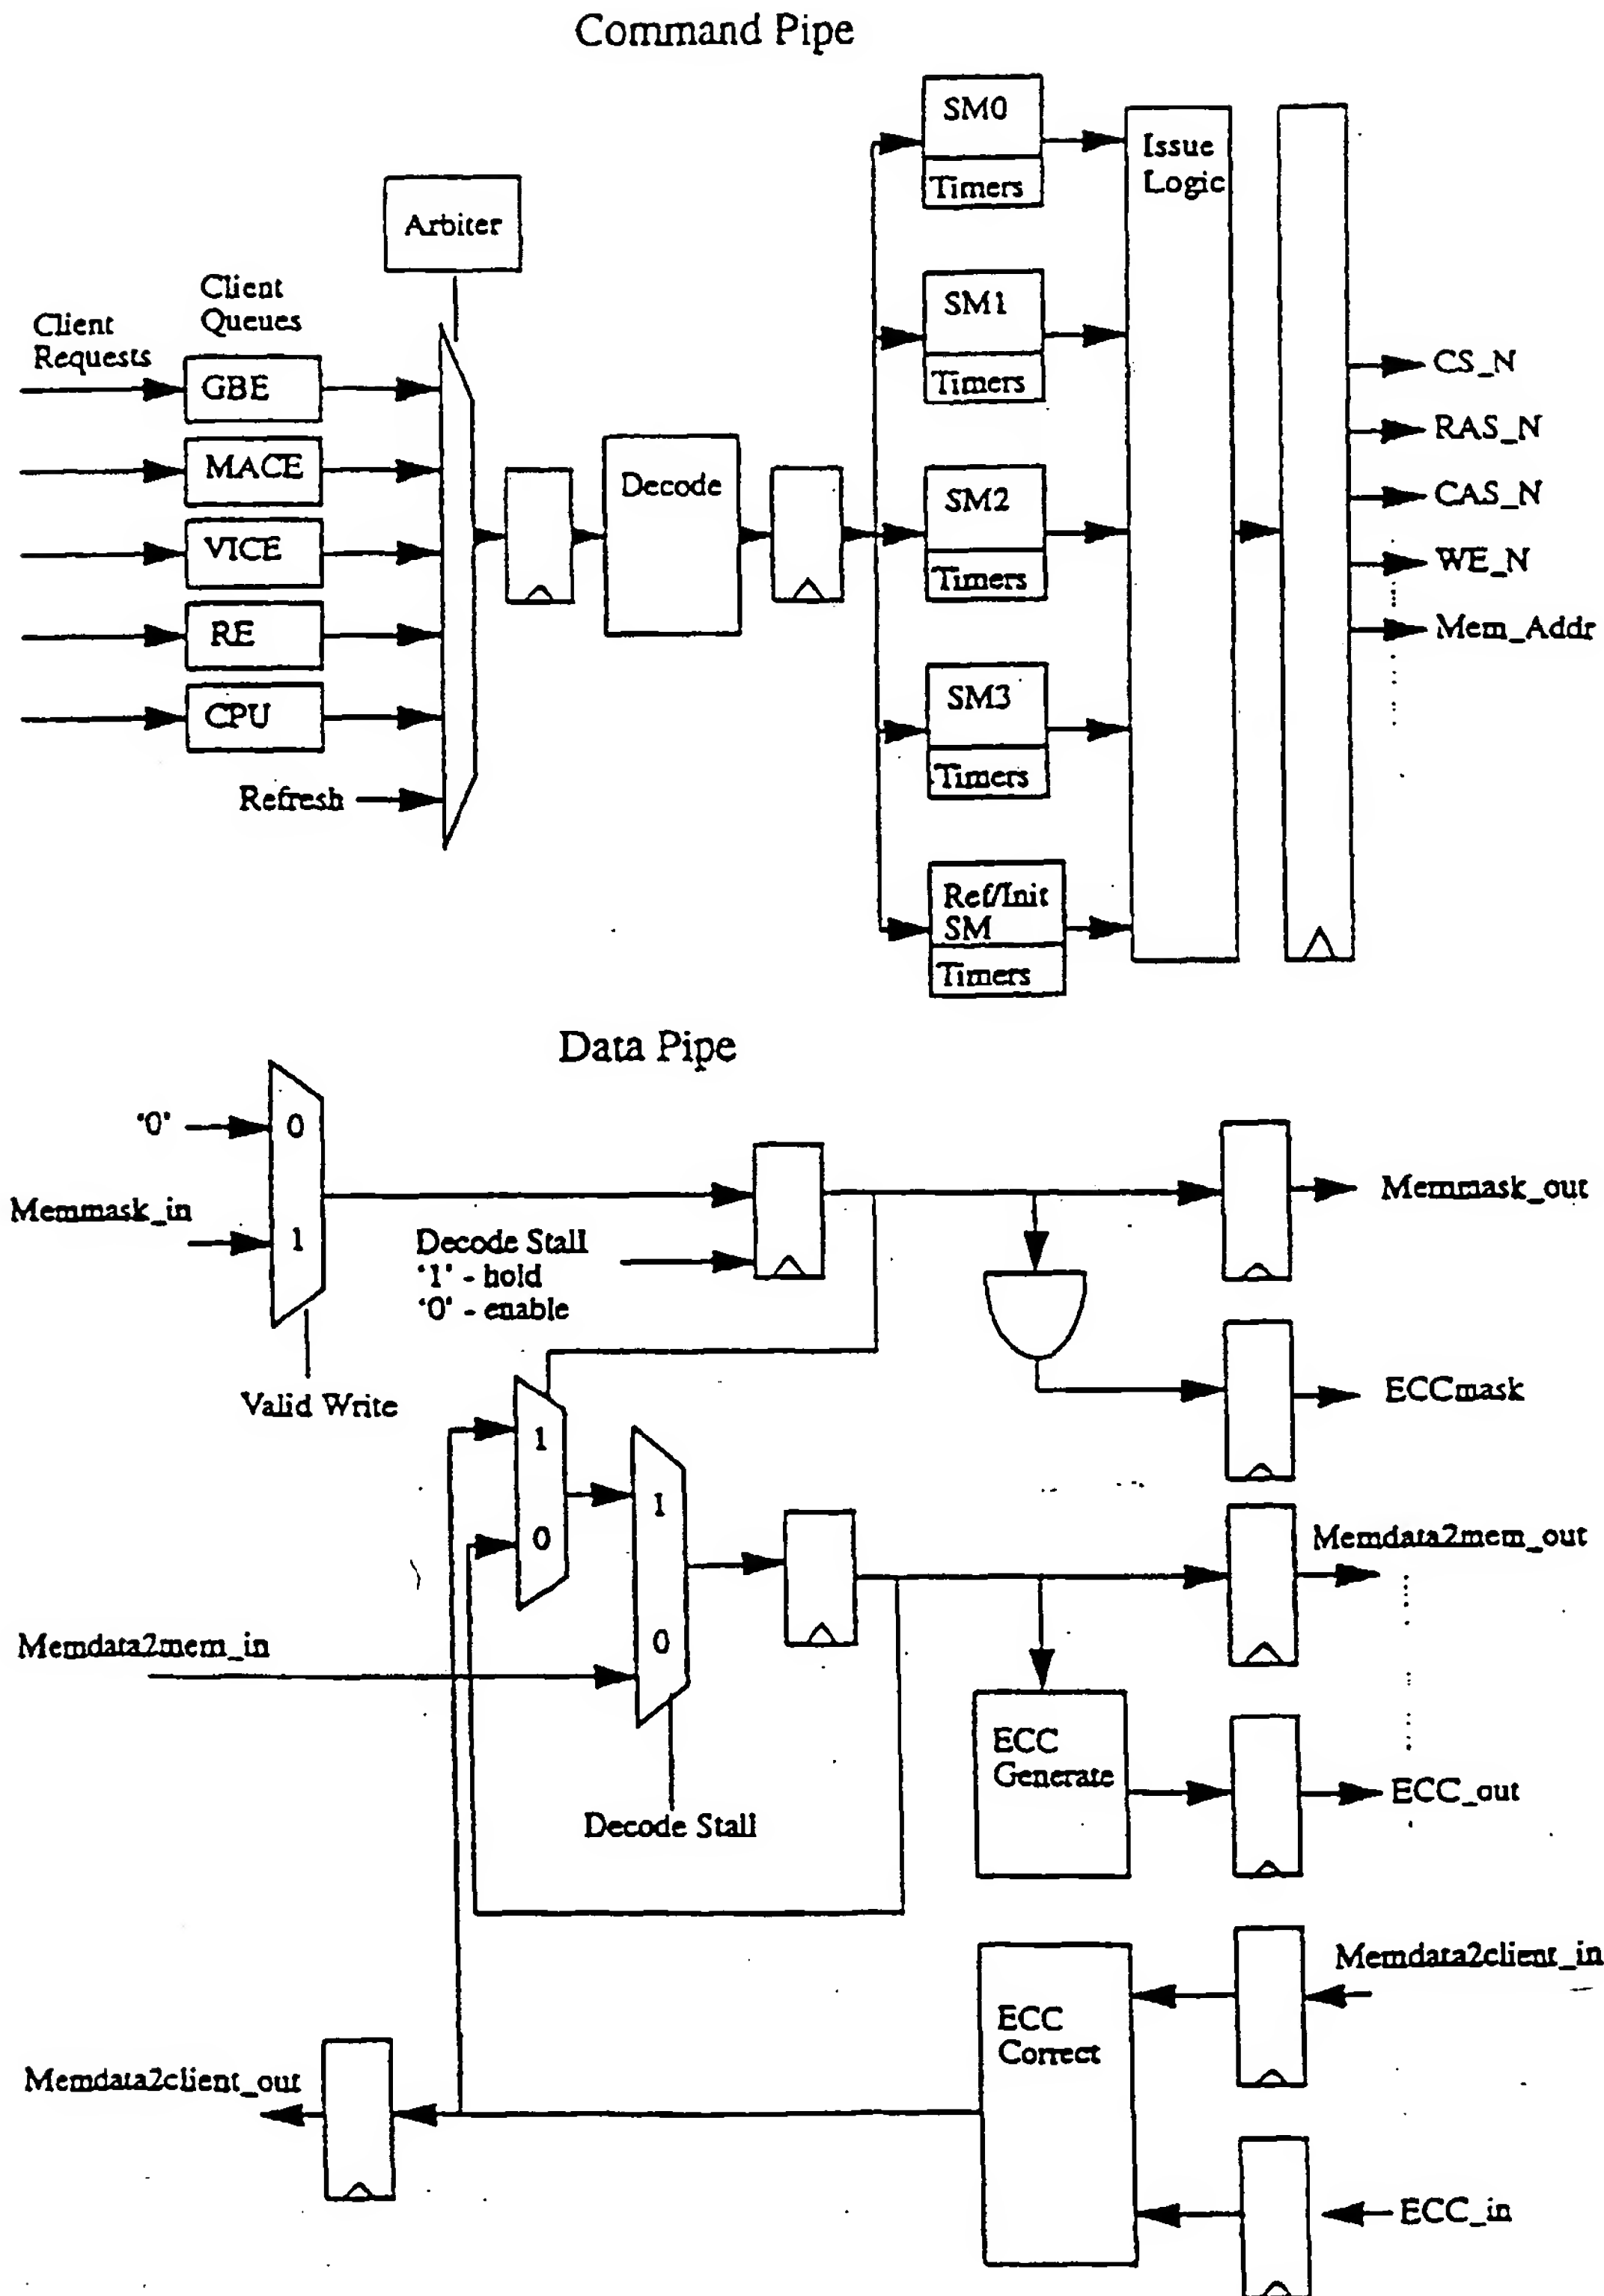 Command Pipe
SM0
Timers
Issue
Logic
Arbiter
Client
Queues
Client
Requests
SM1
Timers
GBE
CS_N
MACE
RAS_N
Decode
SM2
CAS_N
VICE
Timers
WE_N
RE
Mem_Addr
SM3
CPU
Timers
Refresh
Ref/Init
SM
Timers
Data Pipe
'0'
0
Memmask_in
1
Memmask_out
Decode Stall
'1' - hold
'0' - enable
Valid Write
ECCmask
1
0
1
0
Memdata2mem_out
Memdata2mem_in
ECC
Generate
Decode Stall
ECC_out
Memdata2client_in
ECC
Correct
Memdata2client_out
ECC_in